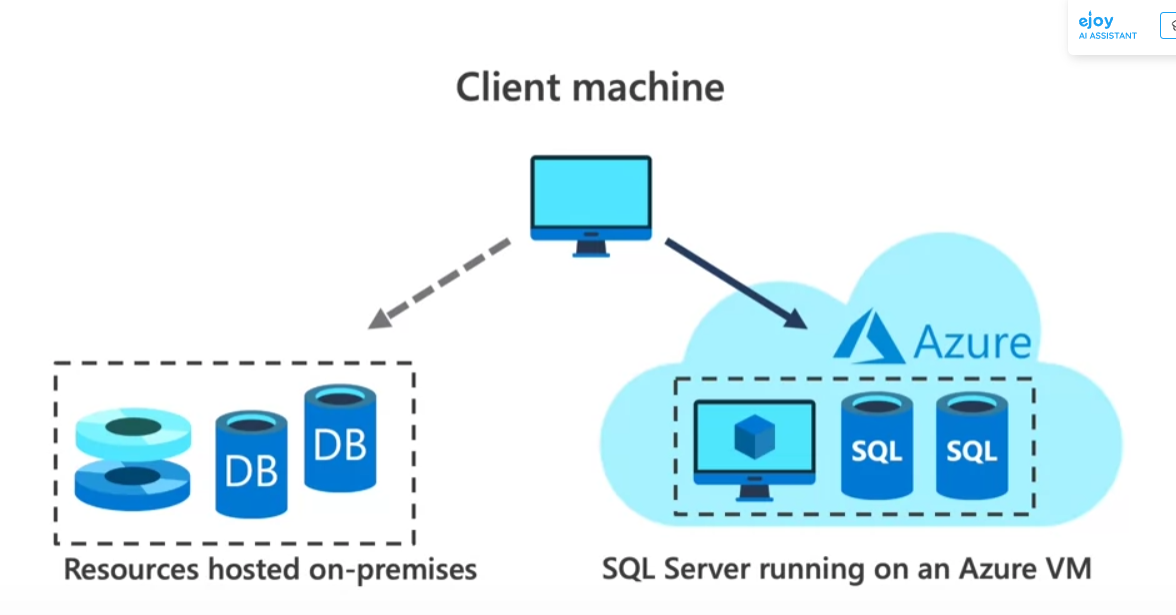 ejoy
AI ASSISTANT
Client machine
Azure
DB
DB
SQL
SQL
Resources hosted on-premises
SQL Server running on an Azure VM